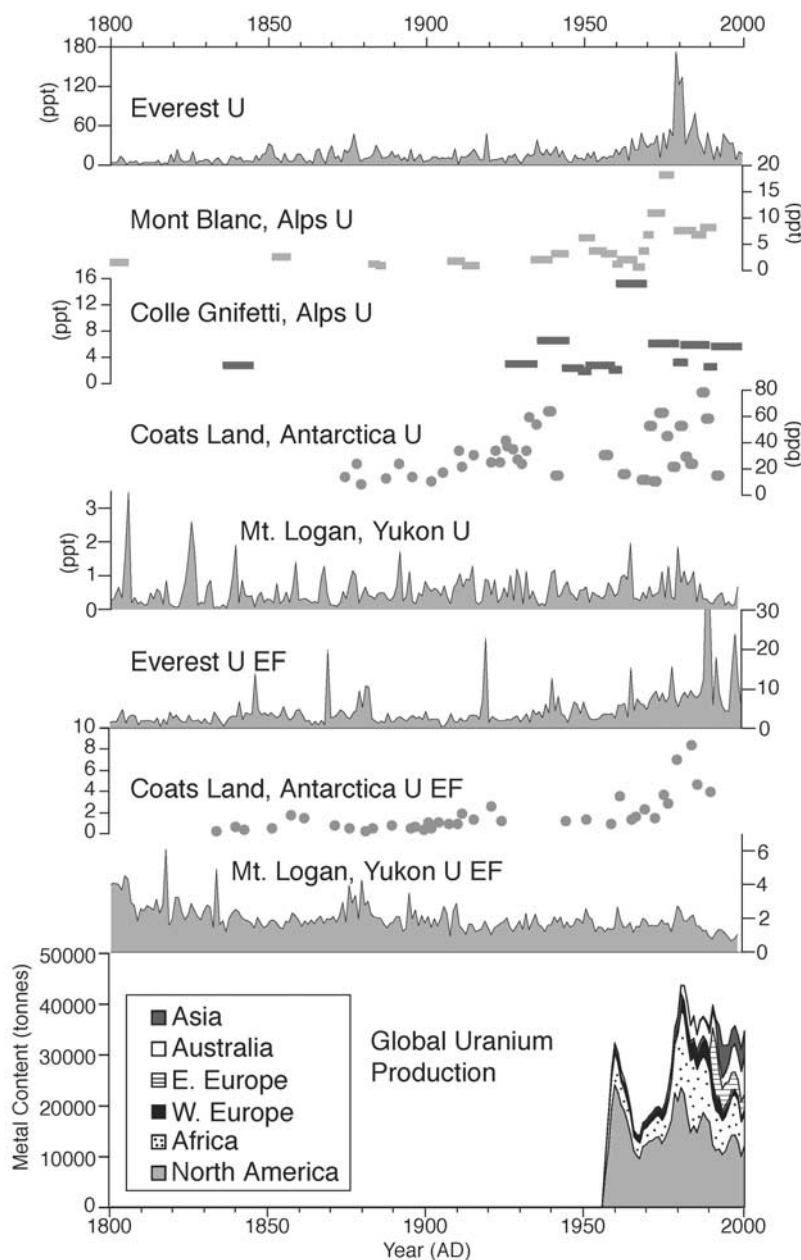 1800 1850 1900 1950 2000
180
120
60
0
(ppt)
Everest U
20
15
10
5
0
(ppt)
Mont Blanc, Alps U
16
12
8
4
0
(ppt)
Colle Gnifetti, Alps U
80
60
40
20
0
(ppq)
Coats Land, Antarctica U
3
2
1
0
(ppt)
Mt. Logan, Yukon U
30
20
10
0
Everest U EF
10
8
6
4
2
0
Coats Land, Antarctica U EF
6
4
2
0
Mt. Logan, Yukon U EF
50000
40000
30000
20000
10000
0
Metal Content (tonnes)
Asia
Australia
E. Europe
W. Europe
Africa
North America
Global Uranium
Production
1800 1850 1900 1950 2000
Year (AD)